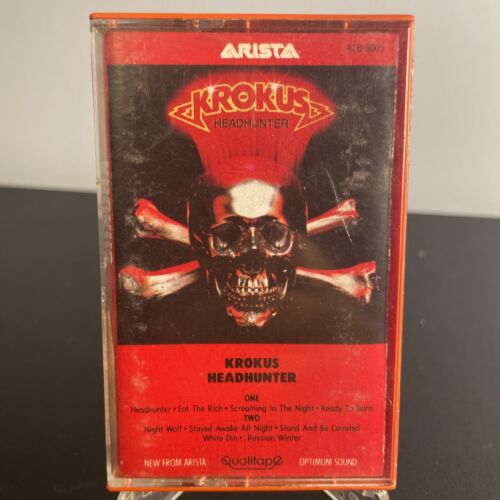 ARISTA AL8-8005
KROKUS
HEADHUNTER
KROKUS
HEADHUNTER
ONE
Headhunter • Eat The Rich • Screaming In The Night • Ready To Burn
TWO
Night Wolf • Stayed Awake All Night • Stand And Be Counted
White Din • Russian Winter
NEW FROM ARISTA Qualitape OPTIMUM SOUND